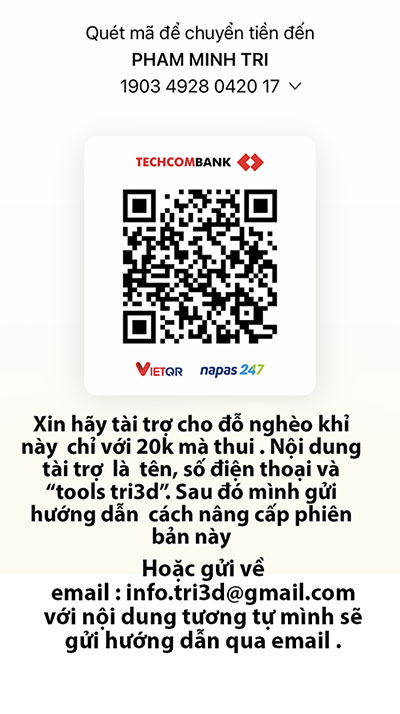 Quét mã để chuyển tiền đến
PHAM MINH TRI
1903 4928 0420 17
TECHCOMBANK
VIETQR napas 247
Xin hãy tài trợ cho đỗ nghèo khỉ
này chỉ với 20k mà thui . Nội dung
tài trợ là tên, số điện thoại và
“tools tri3d”. Sau đó mình gửi
hướng dẫn cách nâng cấp phiên
bản này
Hoặc gửi về
email : info.tri3d@gmail.com
với nội dung tương tự mình sẽ
gửi hướng dẫn qua email .